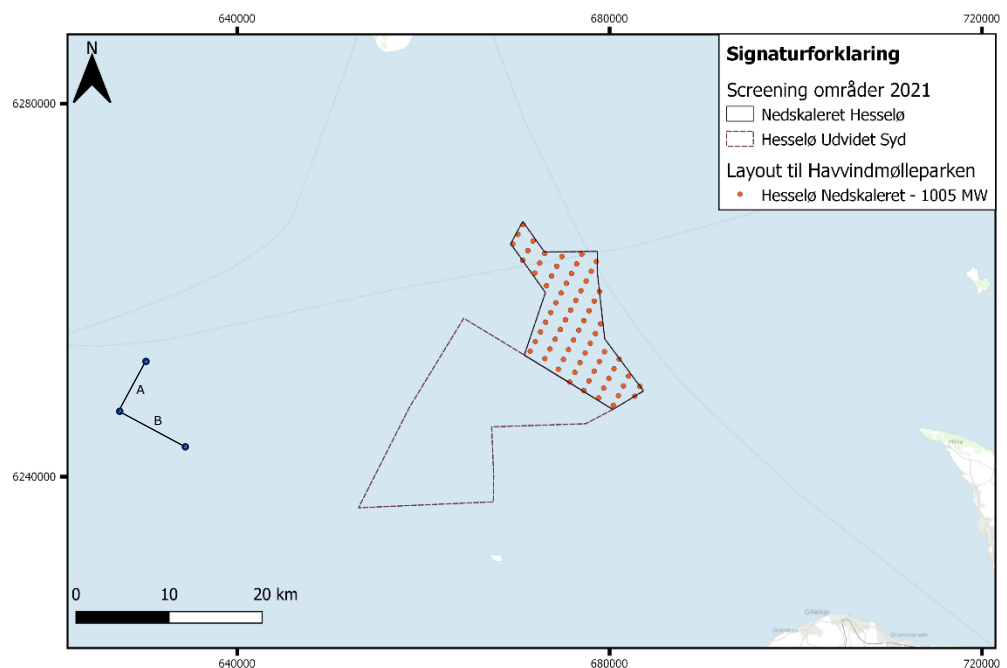 640000
680000
720000
N
6280000
6240000
Signaturforklaring
Screening områder 2021
Nedskaleret Hesselø
Hesselø Udvidet Syd
Layout til Havvindmølleparken
Hesselø Nedskaleret - 1005 MW
A
B
0 10 20 km
Gilleleje
640000
680000
720000